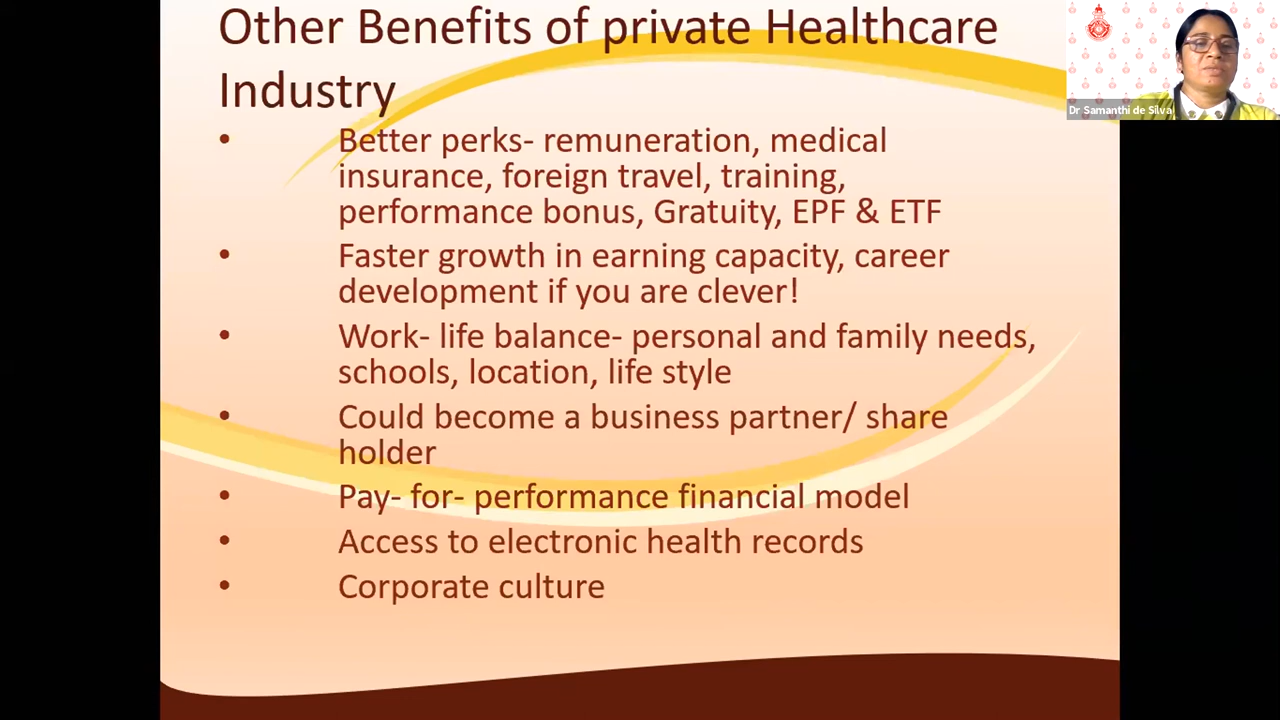 Other Benefits of private Healthcare
Industry
• Better perks- remuneration, medical
insurance, foreign travel, training,
performance bonus, Gratuity, EPF & ETF
• Faster growth in earning capacity, career
development if you are clever!
• Work- life balance- personal and family needs,
schools, location, life style
• Could become a business partner/ share
holder
• Pay- for- performance financial model
• Access to electronic health records
• Corporate culture
Dr Samanthi de Silva